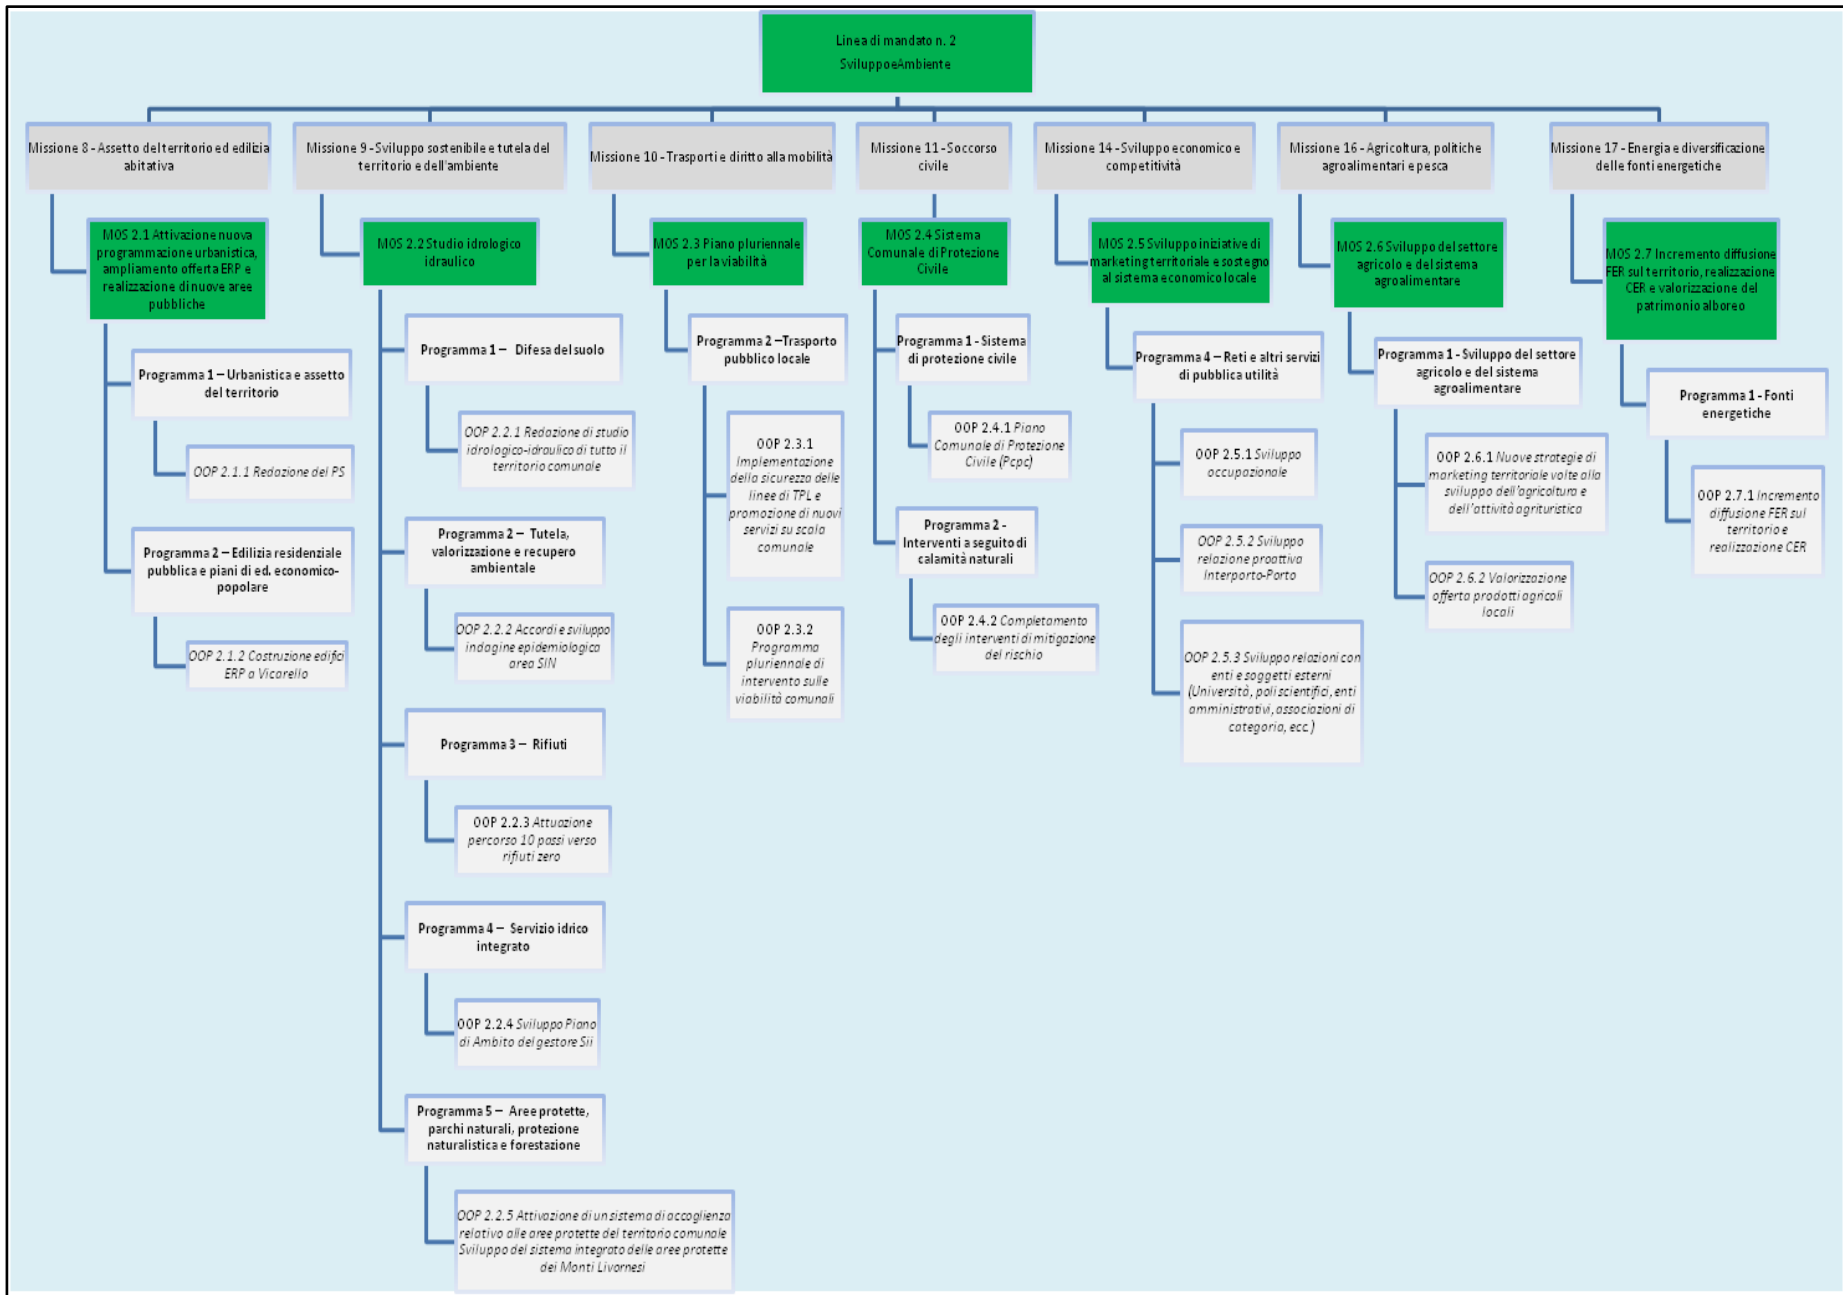 Linea di mandato n. 2
SviluppoeAmbiente
Missione 8 - Assetto del territorio ed edilizia
abitativa
MOS 2.1 Attivazione nuova
programmazione urbanistica,
ampliamento offerta ERP e
realizzazione di nuove aree
pubbliche
Programma 1 – Urbanistica e assetto
del territorio
OOP 2.1.1 Redazione del PS
Programma 2 – Edilizia residenziale
pubblica e piani di ed. economico-
popolare
OOP 2.1.2 Costruzione edifici
ERP a Vicarello
Missione 9 - Sviluppo sostenibile e tutela del
territorio e dell'ambiente
MOS 2.2 Studio idrologico
idraulico
Programma 1 – Difesa del suolo
OOP 2.2.1 Redazione di studio
idrologico-idraulico di tutto il
territorio comunale
Programma 2 – Tutela,
valorizzazione e recupero
ambientale
OOP 2.2.2 Accordi e sviluppo
indagine epidemiologica
area SIN
Programma 3 – Rifiuti
OOP 2.2.3 Attuazione
percorso 10 passi verso
rifiuti zero
Programma 4 – Servizio idrico
integrato
OOP 2.2.4 Sviluppo Piano
di Ambito del gestore Sii
Programma 5 – Aree protette,
parchi naturali, protezione
naturalistica e forestazione
OOP 2.2.5 Attivazione di un sistema di accoglienza
relativo alle aree protette del territorio comunale
Sviluppo del sistema integrato delle aree protette
dei Monti Livornesi
Missione 10 - Trasporti e diritto alla mobilità
MOS 2.3 Piano pluriennale
per la viabilità
Programma 2 –Trasporto
pubblico locale
OOP 2.3.1
Implementazione
della sicurezza delle
linee di TPL e
promozione di nuovi
servizi su scala
comunale
OOP 2.3.2
Programma
pluriennale di
intervento sulle
viabilità comunali
Missione 11 - Soccorso
civile
MOS 2.4 Sistema
Comunale di Protezione
Civile
Programma 1 - Sistema
di protezione civile
OOP 2.4.1 Piano
Comunale di Protezione
Civile (Pcpc)
Programma 2 -
Interventi a seguito di
calamità naturali
OOP 2.4.2 Completamento
degli interventi di mitigazione
del rischio
Missione 14 - Sviluppo economico e
competitività
MOS 2.5 Sviluppo iniziative di
marketing territoriale e sostegno
al sistema economico locale
Programma 4 – Reti e altri servizi
di pubblica utilità
OOP 2.5.1 Sviluppo
occupazionale
OOP 2.5.2 Sviluppo
relazione proattiva
Interporto-Porto
OOP 2.5.3 Sviluppo relazioni con
enti e soggetti esterni
(Università, poli scientifici, enti
amministrativi, associazioni di
categoria, ecc.)
Missione 16 - Agricoltura, politiche
agroalimentari e pesca
MOS 2.6 Sviluppo del settore
agricolo e del sistema
agroalimentare
Programma 1 - Sviluppo del settore
agricolo e del sistema
agroalimentare
OOP 2.6.1 Nuove strategie di
marketing territoriale volte alla
sviluppo dell'agricoltura e
dell'attività agrituristica
OOP 2.6.2 Valorizzazione
offerta prodotti agricoli
locali
Missione 17 - Energia e diversificazione
delle fonti energetiche
MOS 2.7 Incremento diffusione
FER sul territorio, realizzazione
CER e valorizzazione del
patrimonio alboreo
Programma 1 - Fonti
energetiche
OOP 2.7.1 Incremento
diffusione FER sul
territorio e
realizzazione CER